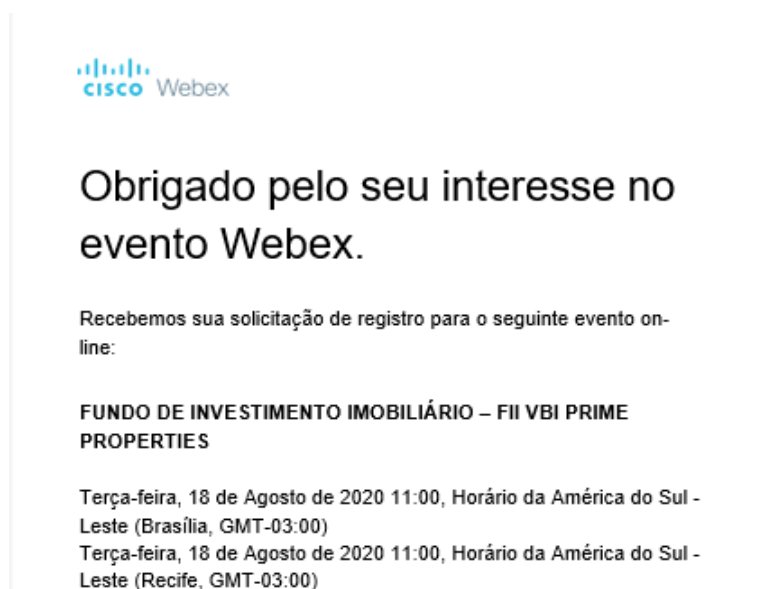 cisco Webex
Obrigado pelo seu interesse no
evento Webex.
Recebemos sua solicitação de registro para o seguinte evento on-
line:
FUNDO DE INVESTIMENTO IMOBILIÁRIO – FII VBI PRIME
PROPERTIES
Terça-feira, 18 de Agosto de 2020 11:00, Horário da América do Sul -
Leste (Brasília, GMT-03:00)
Terça-feira, 18 de Agosto de 2020 11:00, Horário da América do Sul -
Leste (Recife, GMT-03:00)